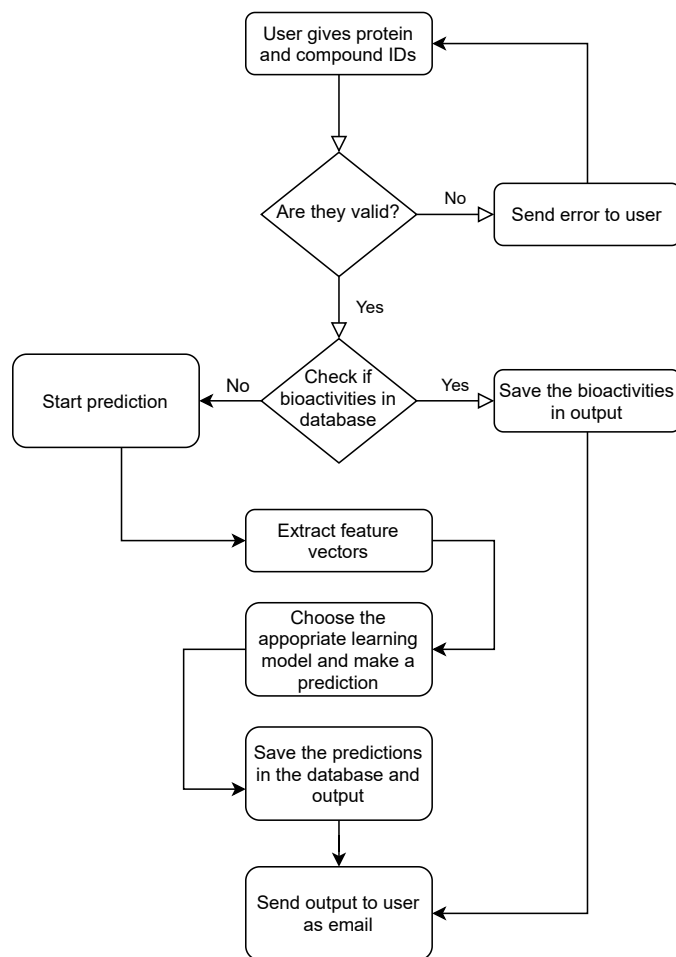 User gives protein
and compound IDs
Are they valid?
No
Send error to user
Yes
Check if
bioactivities in
database
No
Yes
Start prediction
Save the bioactivities
in output
Extract feature
vectors
Choose the
appopriate learning
model and make a
prediction
Save the predictions
in the database and
output
Send output to user
as email